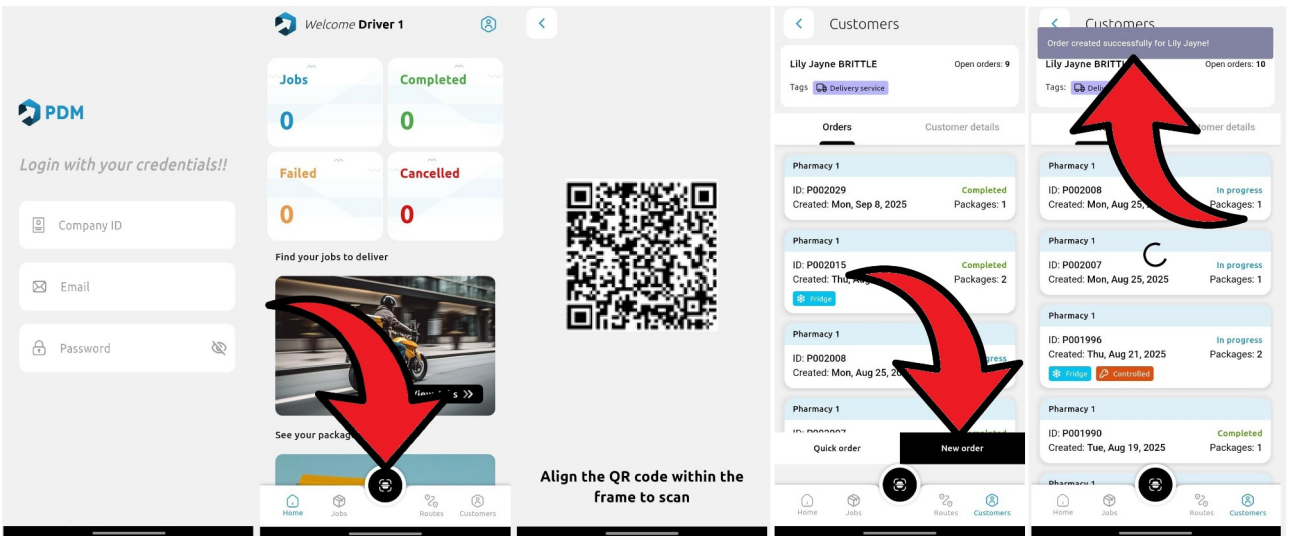 PDM
Login with your credentials!!
Company ID
Email
Password
Welcome Driver 1
Jobs
0
Completed
0
Failed
0
Cancelled
0
Find your jobs to deliver
See your packag
Home
Jobs
Routes
Customers
Align the QR code within the
frame to scan
Customers
Lily Jayne BRITTLE
Open orders: 9
Tags
Delivery service
Orders
Customer details
Pharmacy 1
ID: P002029
Completed
Created: Mon, Sep 8, 2025
Packages: 1
Pharmacy 1
ID: P002015
Completed
Created: Thu,
Packages: 2
Fridge
Pharmacy 1
ID: P002008
Created: Mon, Aug 25,
Pharmacy 1
Quick order
New order
Home
Jobs
Routes
Customers
Customers
Order created successfully for Lily Jayne!
Lily Jayne BRITT
Open orders: 10
Tags:
Pharmacy 1
ID: P002008
In progress
Created: Mon, Aug 25,
Packages: 1
Pharmacy 1
ID: P002007
In progress
Created: Mon, Aug 25, 2025
Packages: 1
Pharmacy 1
ID: P001996
In progress
Created: Thu, Aug 21, 2025
Packages: 2
Fridge
Controlled
Pharmacy 1
ID: P001990
Completed
Created: Tue, Aug 19, 2025
Packages: 1
Pharmacy 1
Home
Jobs
Routes
Customers